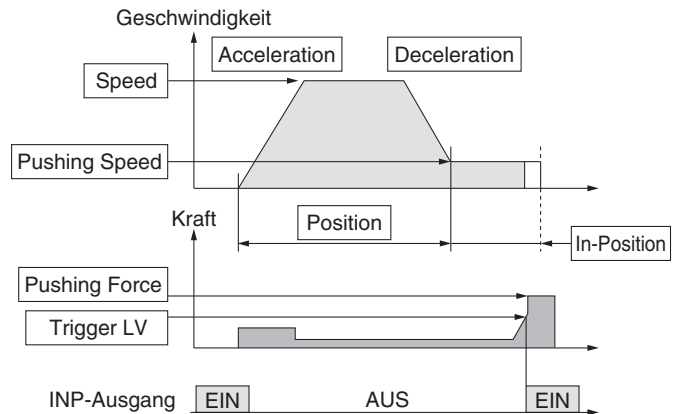 Geschwindigkeit
Acceleration
Deceleration
Speed
Pushing Speed
Kraft
Position
In-Position
Pushing Force
Trigger LV
INP-Ausgang
EIN
AUS
EIN